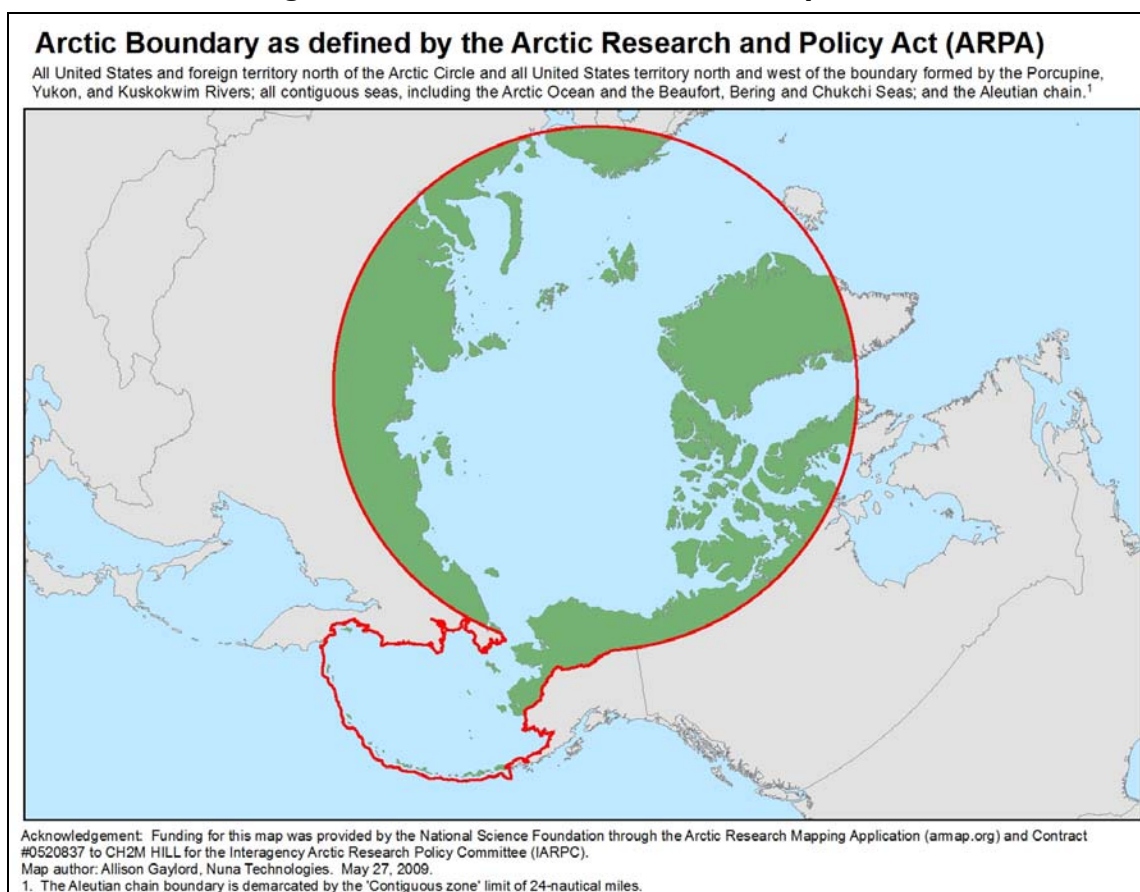 Arctic Boundary as defined by the Arctic Research and Policy Act (ARPA)
All United States and foreign territory north of the Arctic Circle and all United States territory north and west of the boundary formed by the Porcupine,
Yukon, and Kuskokwim Rivers; all contiguous seas, including the Arctic Ocean and the Beaufort, Bering and Chukchi Seas; and the Aleutian chain.¹
Acknowledgement: Funding for this map was provided by the National Science Foundation through the Arctic Research Mapping Application (armap.org) and Contract
#0520837 to CH2M HILL for the Interagency Arctic Research Policy Committee (IARPC).
Map author: Allison Gaylord, Nuna Technologies. May 27, 2009.
1. The Aleutian chain boundary is demarcated by the 'Contiguous zone' limit of 24-nautical miles.